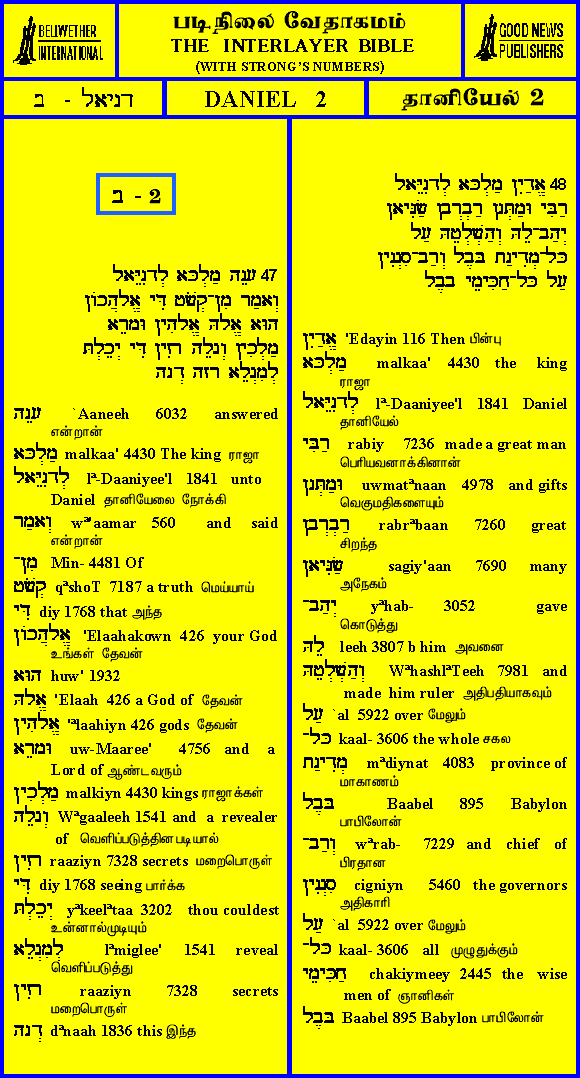 BELLWETHER
INTERNATIONAL
படிநிலை வேதாகமம்
THE INTERLAYER BIBLE
(WITH STRONG'S NUMBERS)
GOOD NEWS
PUBLISHERS
דניאל - ב
DANIEL 2
தானியேல் 2
ב - 2
47 עָנֵה מַלְכָּא לְדָנִיֵּאל
וְאָמַר מִן־קְשֹׁט דִּי אֱלָהֲכוֹן
הוּא אֱלָהּ אֱלָהִין וּמָרֵא
מַלְכִין וְגָלֵה רָזִין דִּי יְכֵלְתָּ
לְמִגְלֵא רָזָה דְנָה
עָנֵה `Aaneeh 6032 answered
என்றான்
מַלְכָּא malkaa' 4430 The king ராஜா
לְדָנִיֵּאל lª-Daaniyee'l 1841 unto
Daniel தானியேலை நோக்கி
וְאָמַר wª'aamar 560 and said
என்றான்
מִן־ Min- 4481 Of
קְשֹׁט qªshoT 7187 a truth மெய்யாய்
דִּי diy 1768 that அந்த
אֱלָהֲכוֹן 'Elaahakown 426 your God
உங்கள் தேவன்
הוּא huw' 1932
אֱלָהּ 'Elaah 426 a God of தேவன்
אֱלָהִין 'ªlaahiyn 426 gods தேவன்
וּמָרֵא uw-Maaree' 4756 and a
Lord of ஆண்டவரும்
מַלְכִין malkiyn 4430 kings ராஜாக்கள்
וְגָלֵה Wªgaaleeh 1541 and a revealer
of வெளிப்படுத்தினபடியால்
רָזִין raaziyn 7328 secrets மறைபொருள்
דִּי diy 1768 seeing பார்க்க
יְכֵלְתָּ yªkeelªtaa 3202 thou couldest
உன்னால்முடியும்
לְמִגְלֵא lªmiglee' 1541 reveal
வெளிப்படுத்து
רָזִין raaziyn 7328 secrets
மறைபொருள்
דְנָה dªnaah 1836 this இந்த
48 אֱדַיִן מַלְכָּא לְדָנִיֵּאל
רַבִּי וּמַתְּנָן רַבְרְבָן שַׂגִּיאָן
יְהַב־לֵהּ וְהַשְׁלְטֵהּ עַל
כָּל־מְדִינַת בָּבֶל וְרַב־סִגְנִין
עַל כָּל־חַכִּימֵי בָבֶל
אֱדַיִן 'Edayin 116 Then பின்பு
מַלְכָּא malkaa' 4430 the king
ராஜா
לְדָנִיֵּאל lª-Daaniyee'l 1841 Daniel
தானியேல்
רַבִּי rabiy 7236 made a great man
பெரியவனாக்கினான்
וּמַתְּנָן uwmatªnaan 4978 and gifts
வெகுமதிகளையும்
רַבְרְבָן rabrªbaan 7260 great
சிறந்த
שַׂגִּיאָן sagiy'aan 7690 many
அநேகம்
יְהַב־ yªhab- 3052 gave
கொடுத்து
לֵהּ leeh 3807 b him அவனை
וְהַשְׁלְטֵהּ WªhashlªTeeh 7981 and
made him ruler அதிபதியாகவும்
עַל `al 5922 over மேலும்
כָּל־ kaal- 3606 the whole சகல
מְדִינַת mªdiynat 4083 province of
மாகாணம்
בָּבֶל Baabel 895 Babylon
பாபிலோன்
וְרַב־ wªrab- 7229 and chief of
பிரதான
סִגְנִין cigniyn 5460 the governors
அதிகாரி
עַל `al 5922 over மேலும்
כָּל־ kaal- 3606 all முழுதுக்கும்
חַכִּימֵי chakiymeey 2445 the wise
men of ஞானிகள்
בָּבֶל Baabel 895 Babylon பாபிலோன்